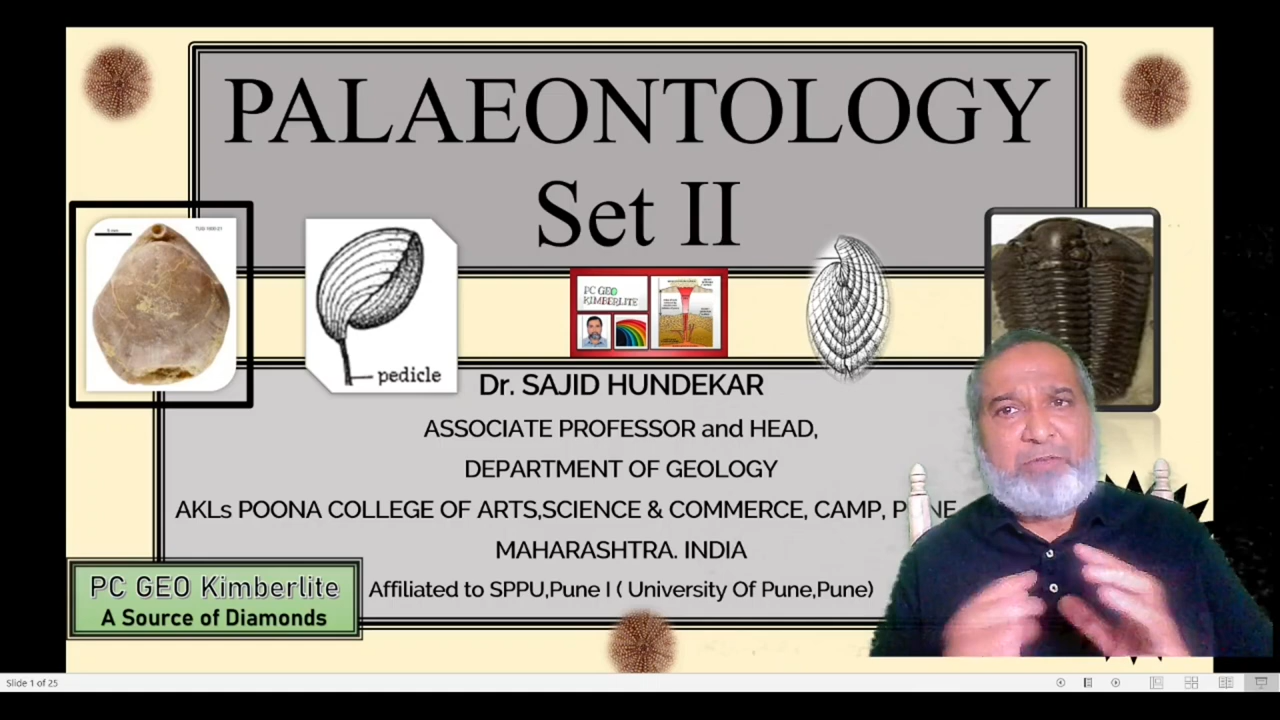 PALAEONTOLOGY
Set II
pedicle
PC GEO
KIMBERLITE
Dr. SAJID HUNDEKAR
ASSOCIATE PROFESSOR and HEAD,
DEPARTMENT OF GEOLOGY
AKLs POONA COLLEGE OF ARTS,SCIENCE & COMMERCE, CAMP, P NE
MAHARASHTRA. INDIA
Affiliated to SPPU,Pune I ( University Of Pune,Pune)
PC GEO Kimberlite
A Source of Diamonds
Slide 1 of 25